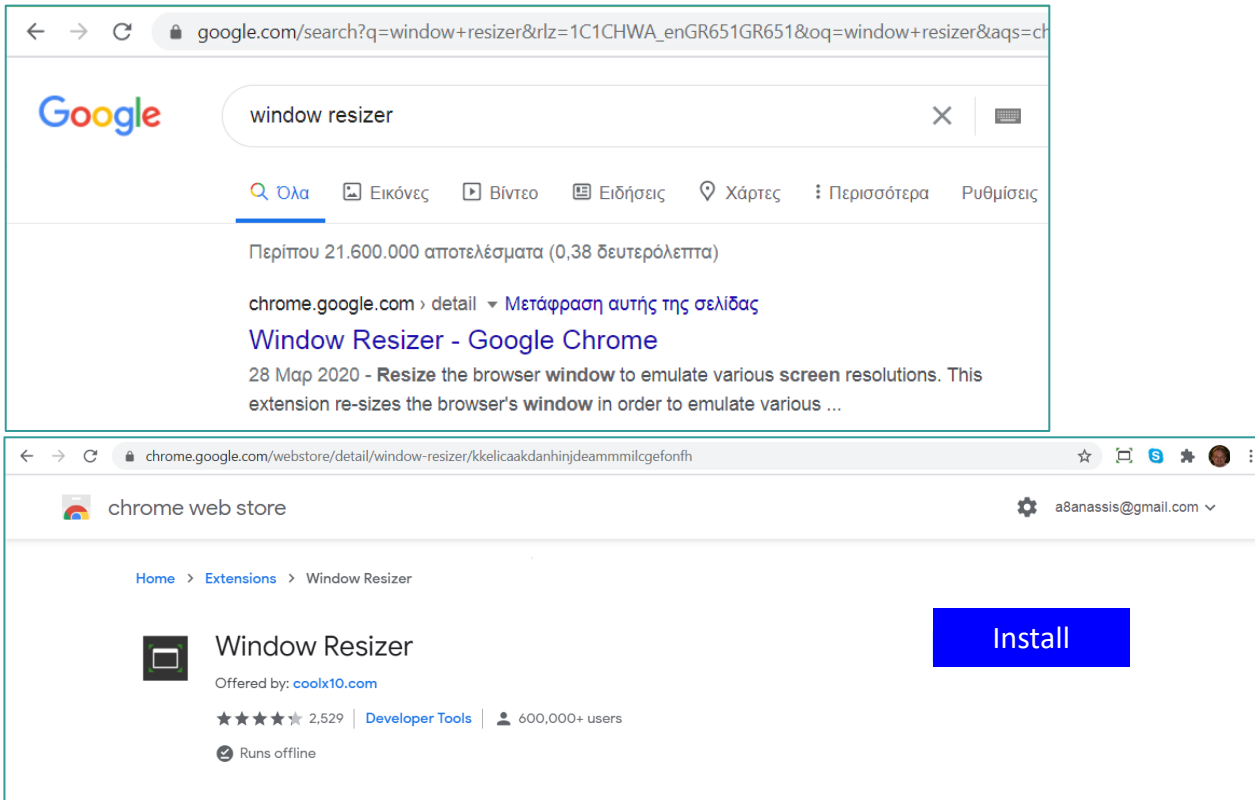 google.com/search?q=window+resizer&rlz=1C1CHWA_enGR651GR651&oq=window+resizer&aqs=ch
Google
window resizer
Όλα Εικόνες Βίντεο Ειδήσεις Χάρτες Περισσότερα Ρυθμίσεις
Περίπου 21.600.000 αποτελέσματα (0,38 δευτερόλεπτα)
chrome.google.com › detail ▾ Μετάφραση αυτής της σελίδας
Window Resizer - Google Chrome
28 Μαρ 2020 - Resize the browser window to emulate various screen resolutions. This
extension re-sizes the browser's window in order to emulate various ...
chrome.google.com/webstore/detail/window-resizer/kkelicaakdanhinjdeammmilcgefonfh
chrome web store
a8anassis@gmail.com
Home > Extensions > Window Resizer
Window Resizer
Install
Offered by: coolx10.com
2,529 | Developer Tools | 600,000+ users
Runs offline